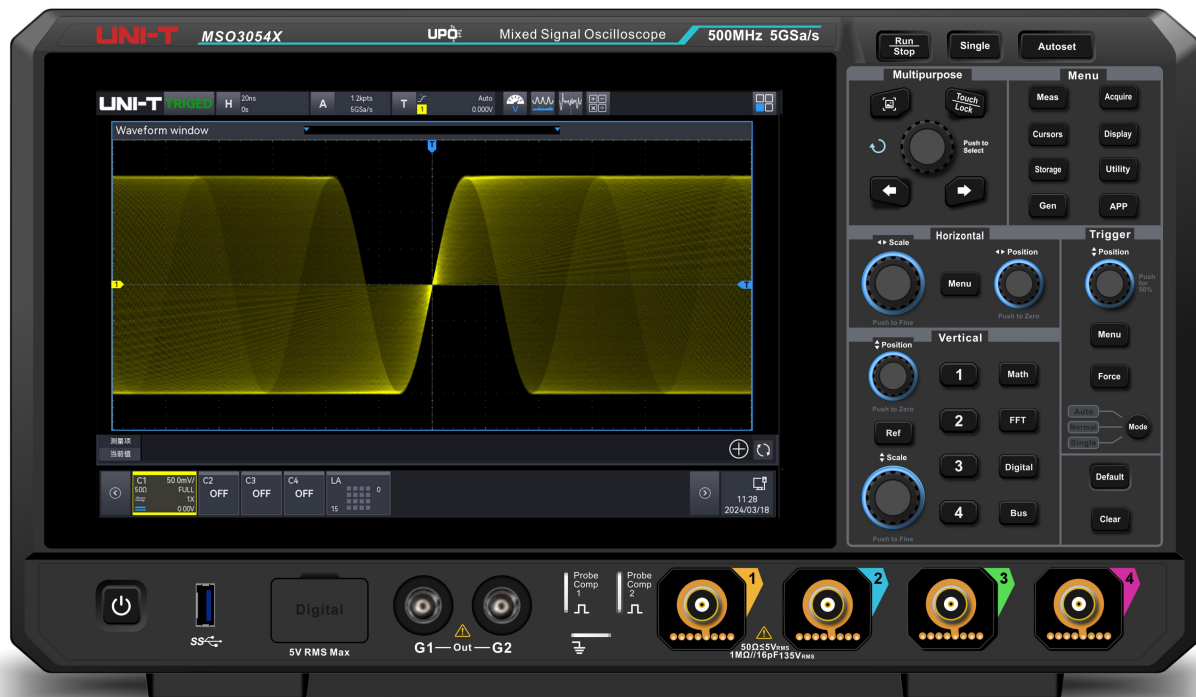 UNI-T MSO3054X UPO Mixed Signal Oscilloscope 500MHz 5GSa/s
Run
Stop
Single
Autoset
UNI-T TRIGED H 20ns
0s
A 1.2kpts
5GSa/s
T 1 Auto
0.000V
Waveform window
T
1
T
测量项
当前值
C1 50.0mV/
50Ω FULL
1X
0.00V
C2
OFF
C3
OFF
C4
OFF
LA
0
15
11:28
2024/03/18
Multipurpose
Touch
Lock
Push to
Select
Menu
Meas
Acquire
Cursors
Display
Storage
Utility
Gen
APP
Horizontal
Scale
Position
Menu
Push to Fine
Push to Zero
Trigger
Position
Push
for
50%
Menu
Force
Auto
Normal
Single
Mode
Default
Clear
Vertical
Position
Push to Zero
1
Math
2
FFT
Ref
Scale
3
Digital
4
Bus
Push to Fine
SS
Digital
5V RMS Max
G1 Out G2
Probe
Comp
1
Probe
Comp
2
1
2
3
4
50Ω≤5VRMS
1MΩ//16pF135VRMS